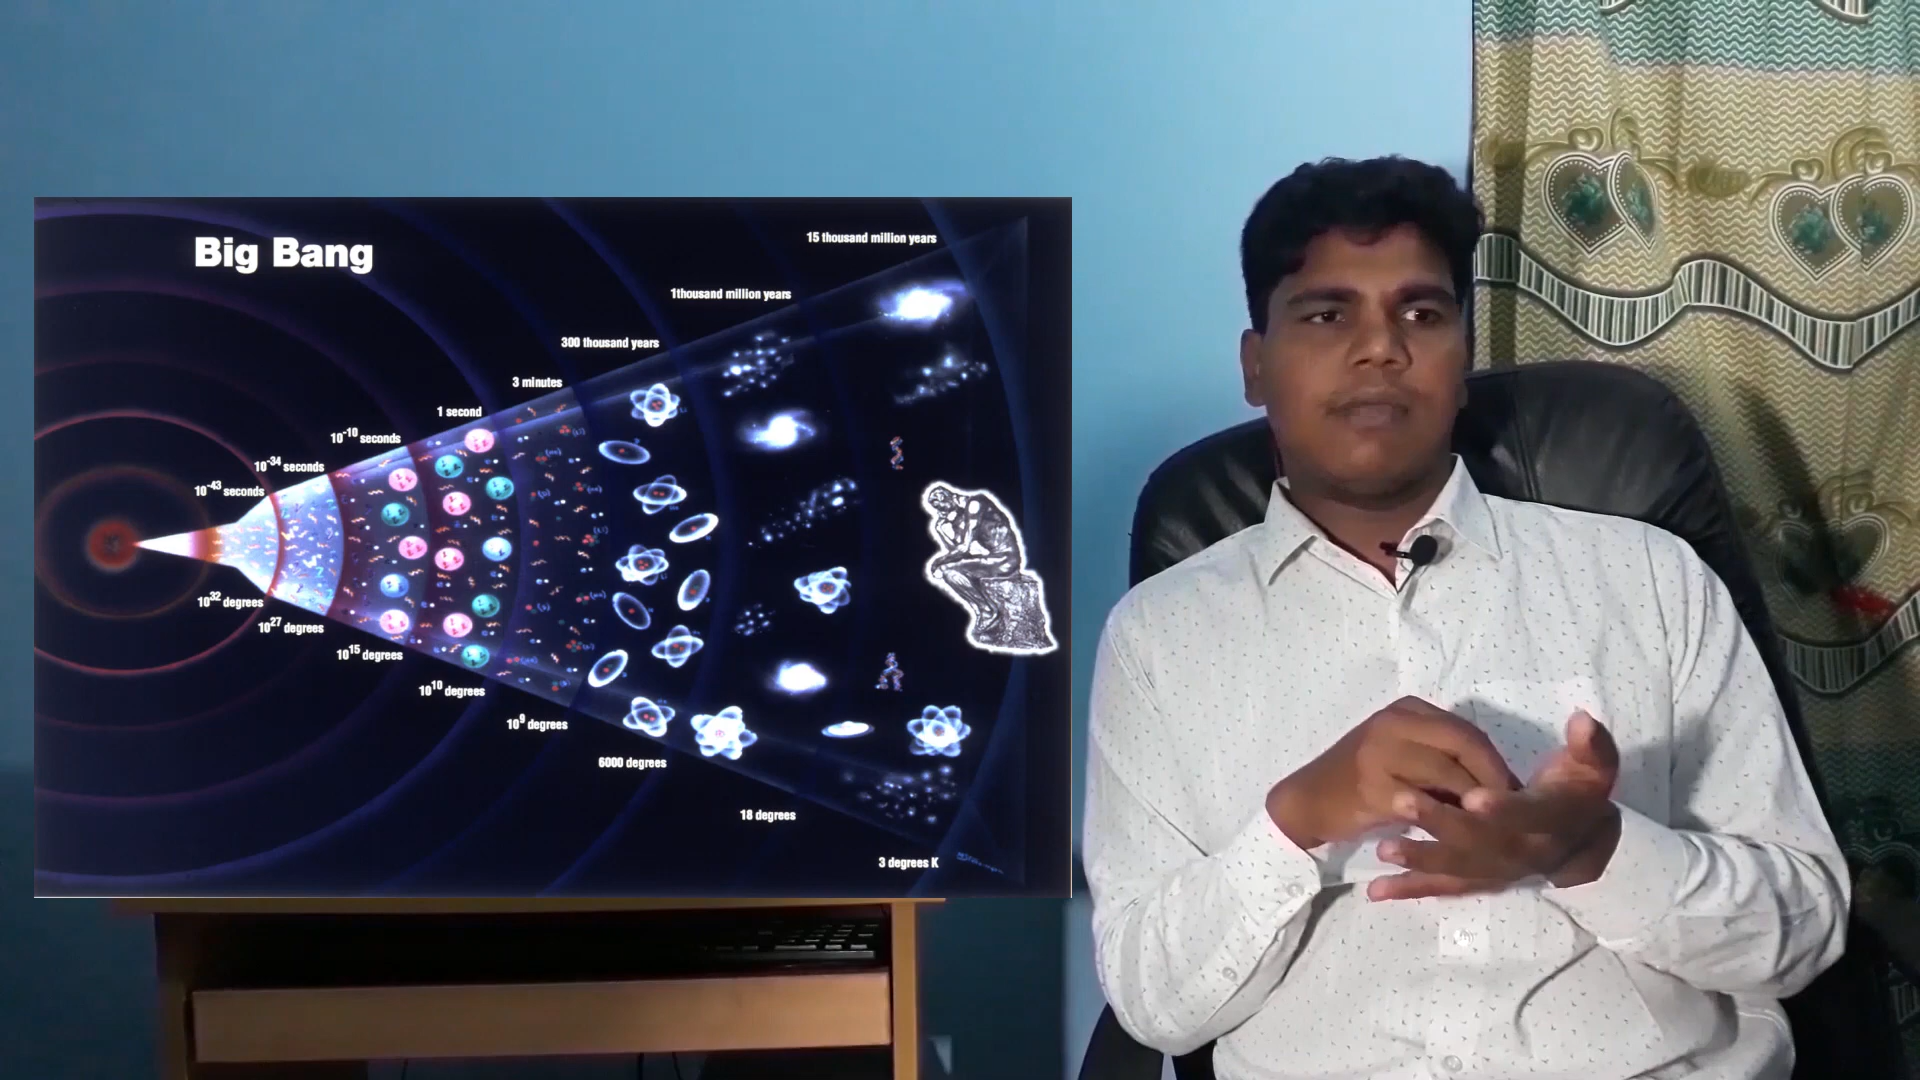 Big Bang
15 thousand million years
1thousand million years
300 thousand years
3 minutes
1 second
10⁻¹⁰ seconds
10⁻³⁴ seconds
10⁻⁴³ seconds
10³² degrees
10²⁷ degrees
10¹⁵ degrees
10¹⁰ degrees
10⁹ degrees
6000 degrees
18 degrees
3 degrees K